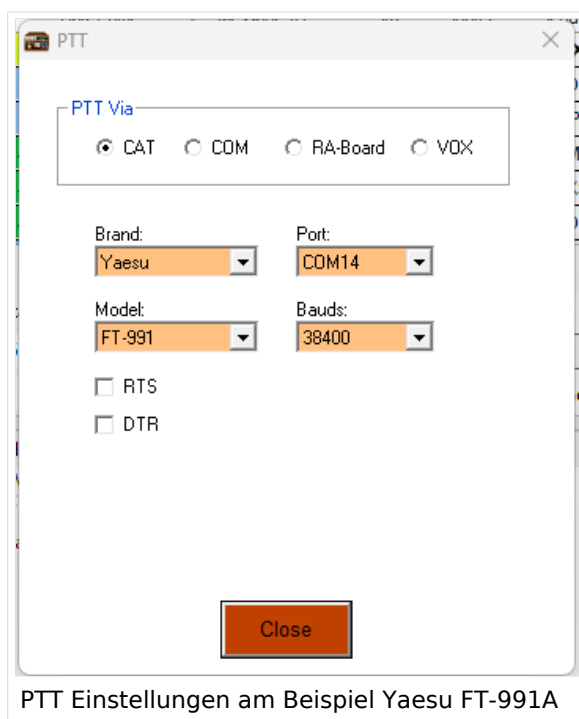 PTT
PTT Via
CAT COM RA-Board VOX
Brand: Port:
Yaesu COM14
Model: Bauds:
FT-991 38400
RTS
DTR
Close
PTT Einstellungen am Beispiel Yaesu FT-991A